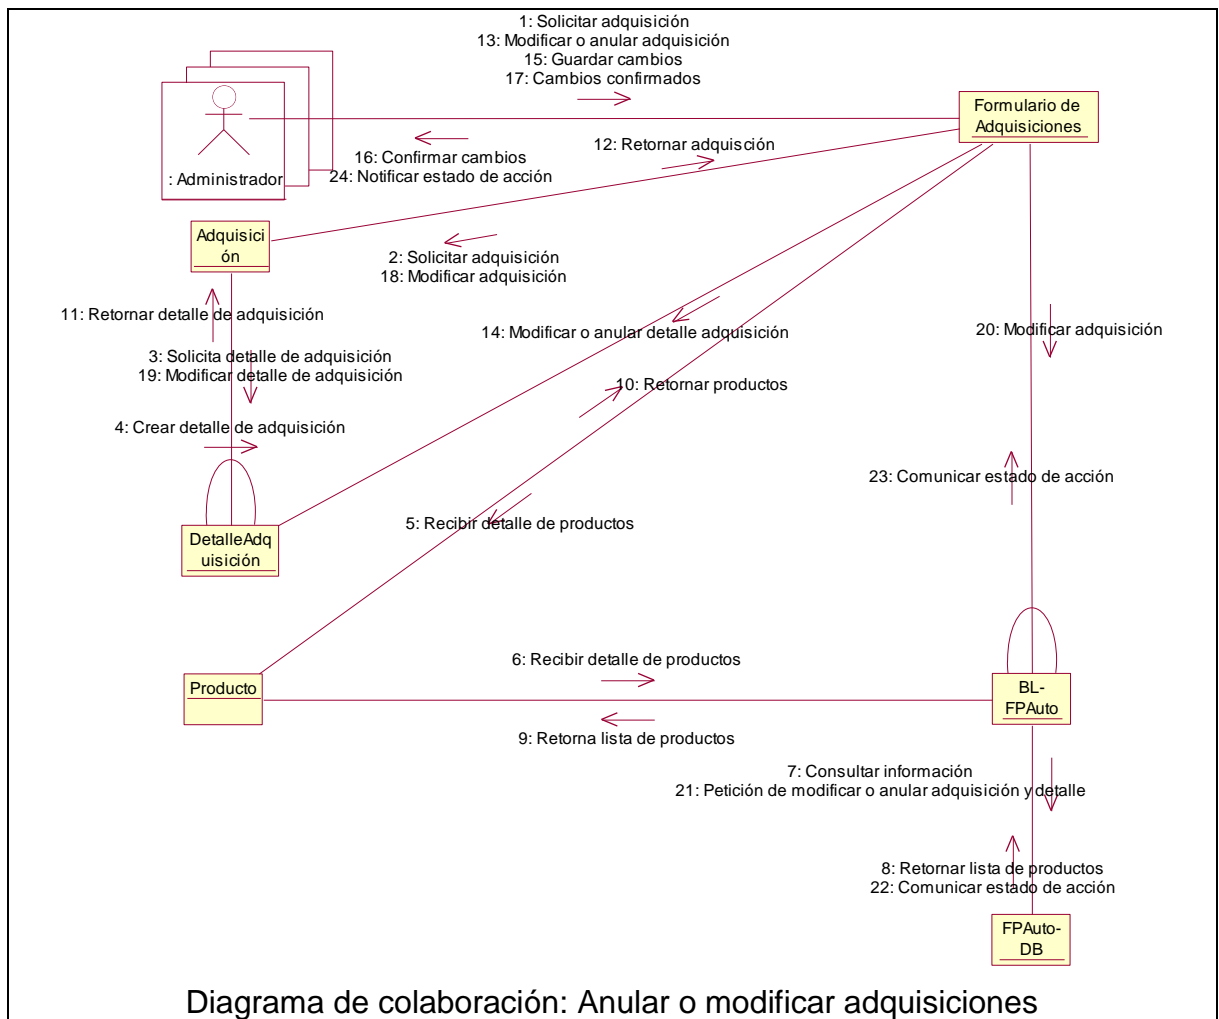 1: Solicitar adquisición
13: Modificar o anular adquisición
15: Guardar cambios
17: Cambios confirmados
Formulario de
Adquisiciones
12: Retornar adquisción
16: Confirmar cambios
24: Notificar estado de acción
: Administrador
Adquisici
ón
2: Solicitar adquisición
18: Modificar adquisición
11: Retornar detalle de adquisición
14: Modificar o anular detalle adquisición
20: Modificar adquisición
3: Solicita detalle de adquisición
19: Modificar detalle de adquisición
10: Retornar productos
4: Crear detalle de adquisición
23: Comunicar estado de acción
5: Recibir detalle de productos
DetalleAdq
uisición
6: Recibir detalle de productos
Producto
BL-
FPAuto
9: Retorna lista de productos
7: Consultar información
21: Petición de modificar o anular adquisición y detalle
8: Retornar lista de productos
22: Comunicar estado de acción
FPAuto-
DB
Diagrama de colaboración: Anular o modificar adquisiciones